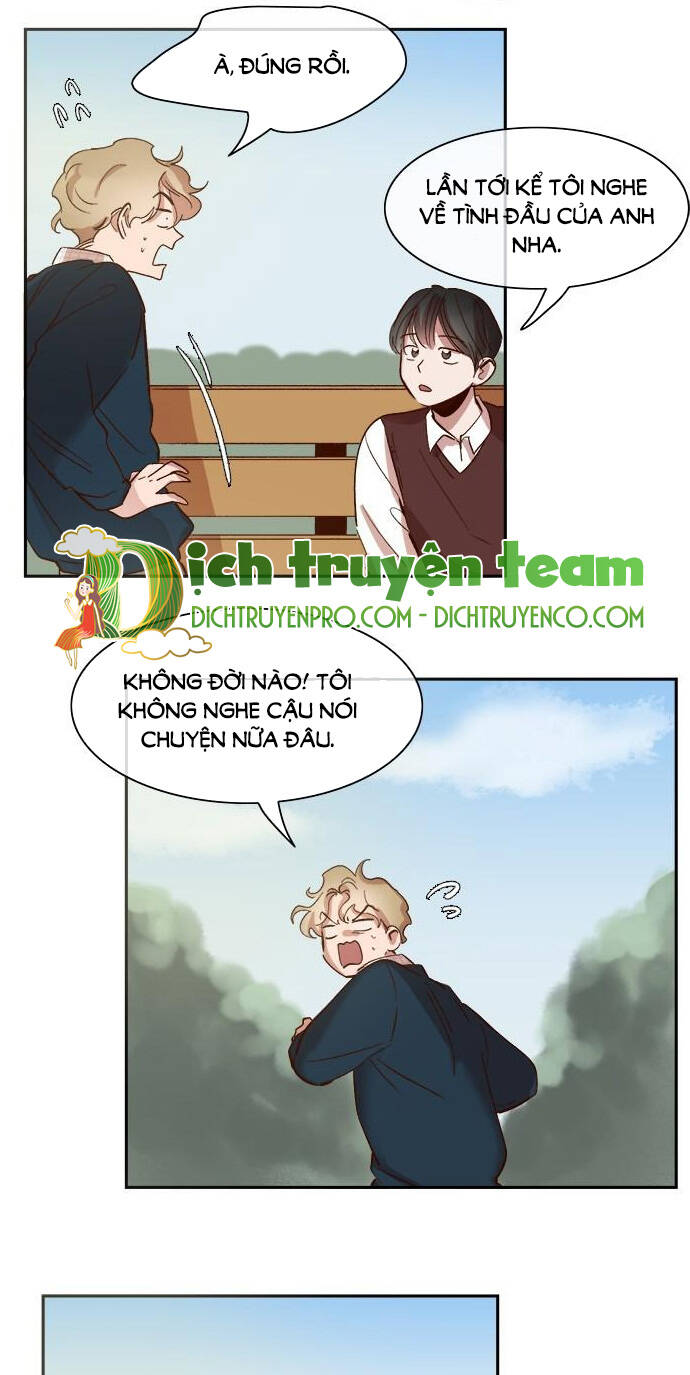 À, ĐÚNG RỒI.
LẦN TỚI KỂ TÔI NGHE
VỀ TÌNH ĐẦU CỦA ANH
NHA.
Dịch truyện team
DICHTRUYENPRO.COM - DICHTRUYENCO.COM
KHÔNG ĐỜI NÀO! TÔI
KHÔNG NGHE CẬU NÓI
CHUYỆN NỮA ĐÂU.